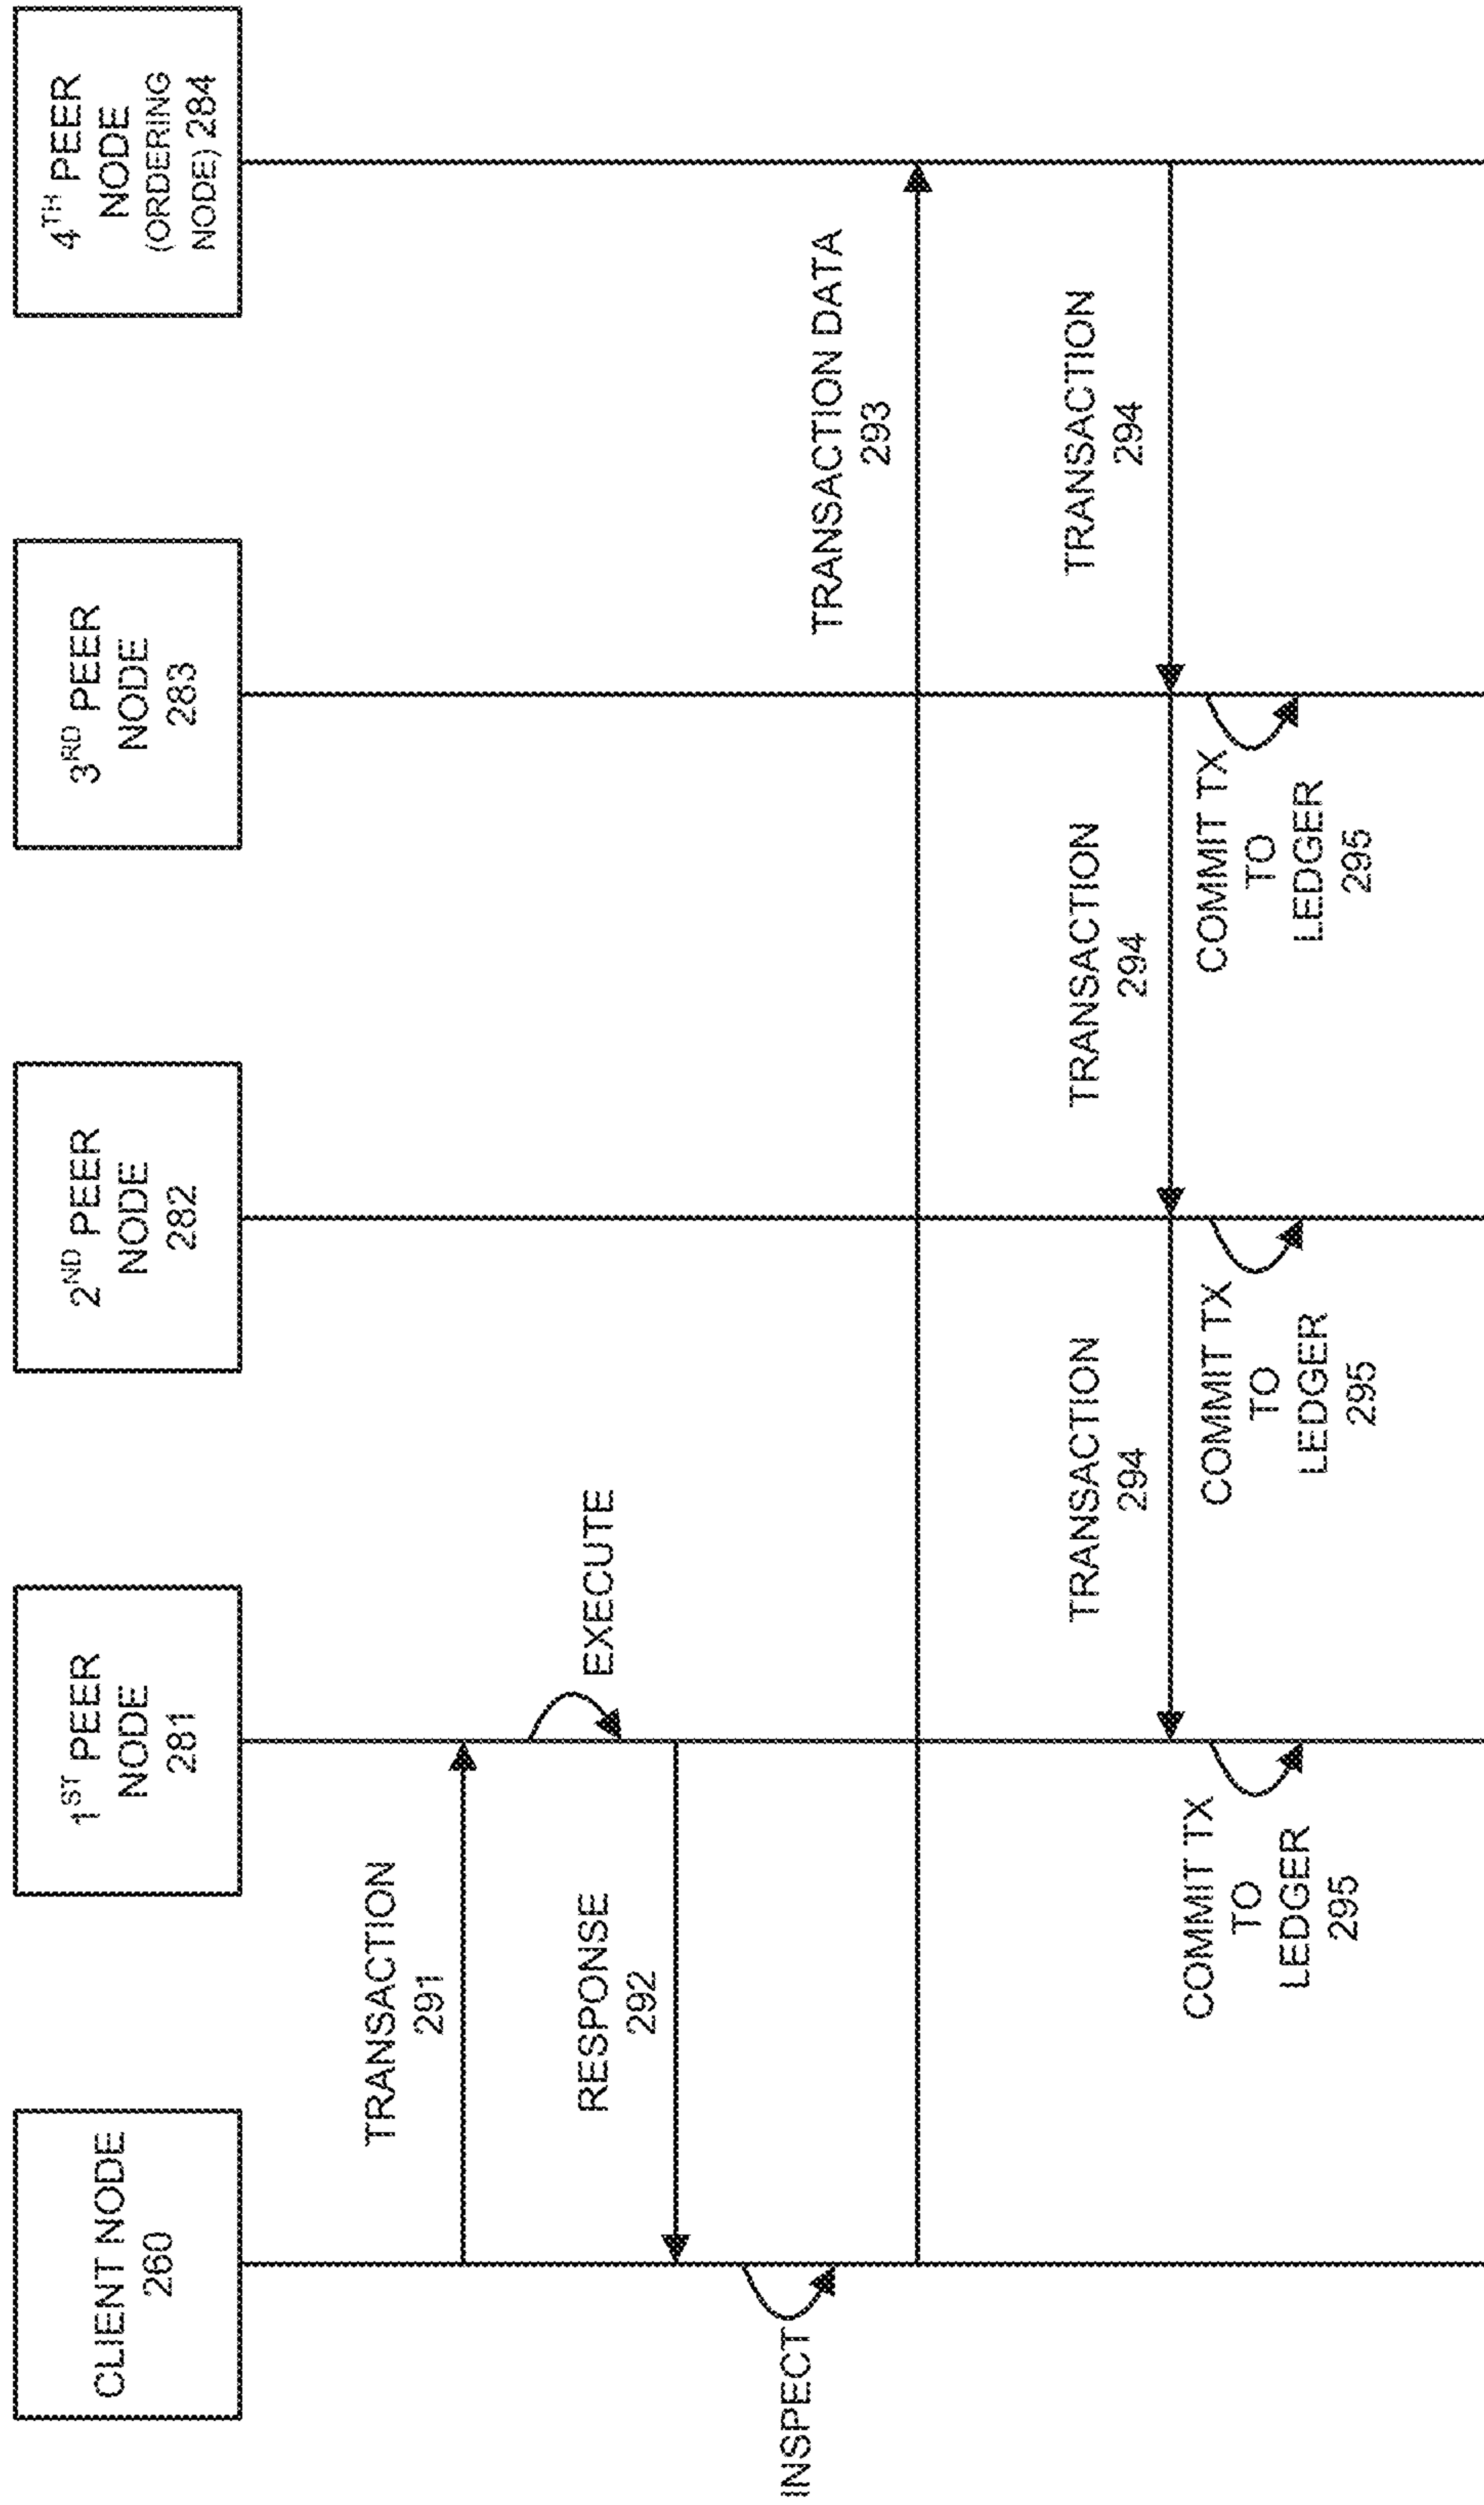 CLIENT NODE
260
1ST PEER
NODE
281
2ND PEER
NODE
282
3RD PEER
NODE
283
4TH PEER
NODE
(ORDERING
NODE) 284
TRANSACTION
291
EXECUTE
RESPONSE
292
INSPECT
TRANSACTION DATA
293
TRANSACTION
294
TRANSACTION
294
TRANSACTION
294
COMMIT TX
TO
LEDGER
295
COMMIT TX
TO
LEDGER
295
COMMIT TX
TO
LEDGER
295